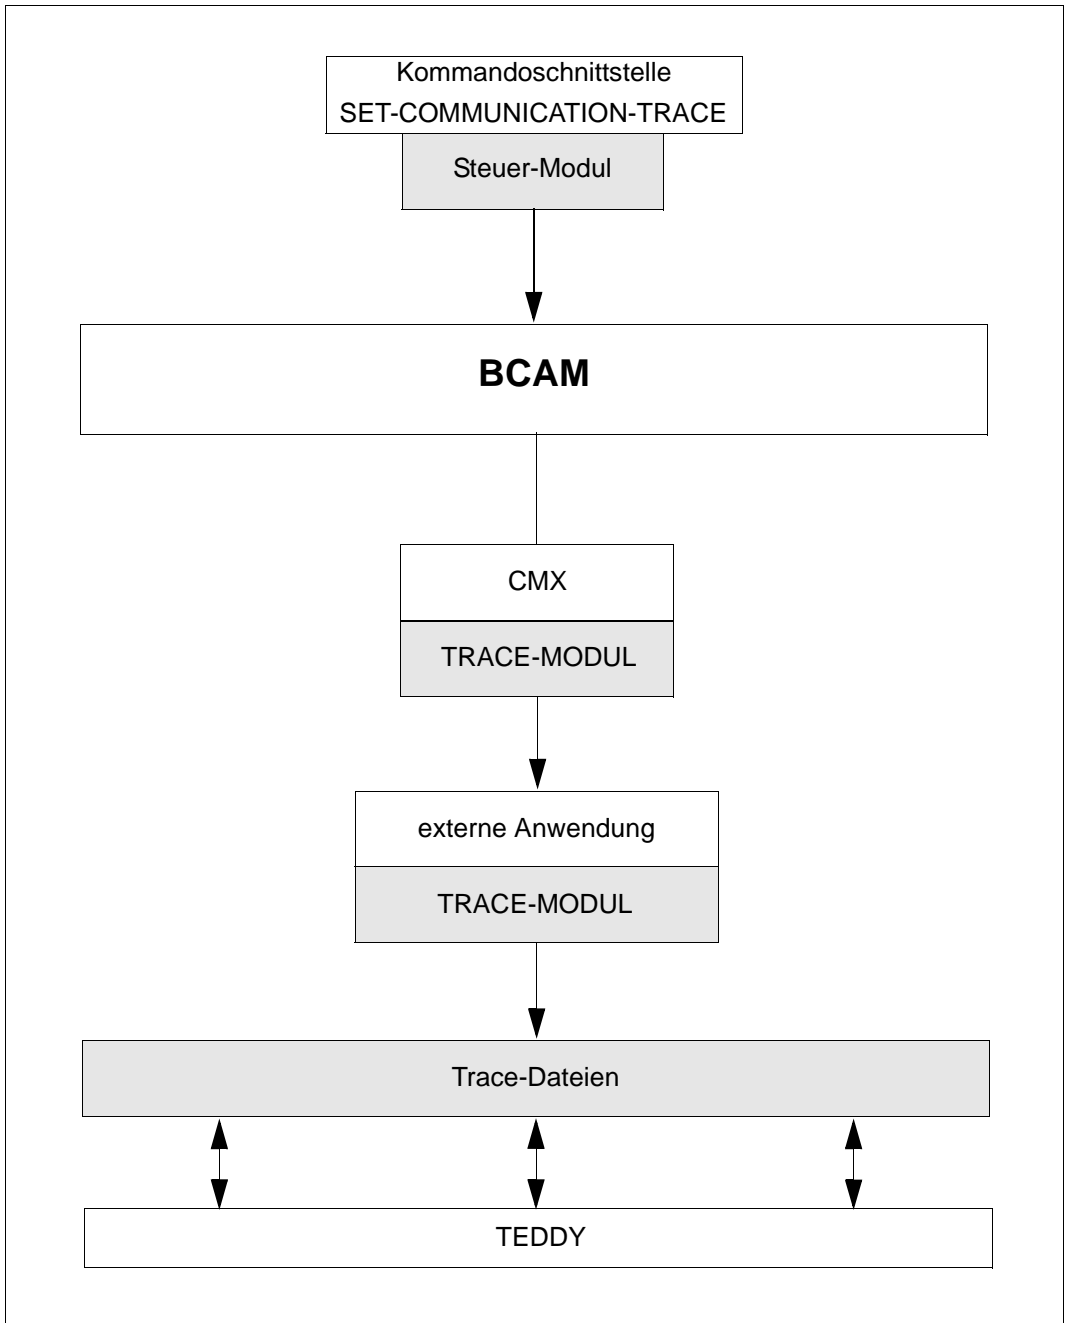 Kommandoschnittstelle
SET-COMMUNICATION-TRACE
Steuer-Modul
BCAM
CMX
TRACE-MODUL
externe Anwendung
TRACE-MODUL
Trace-Dateien
TEDDY